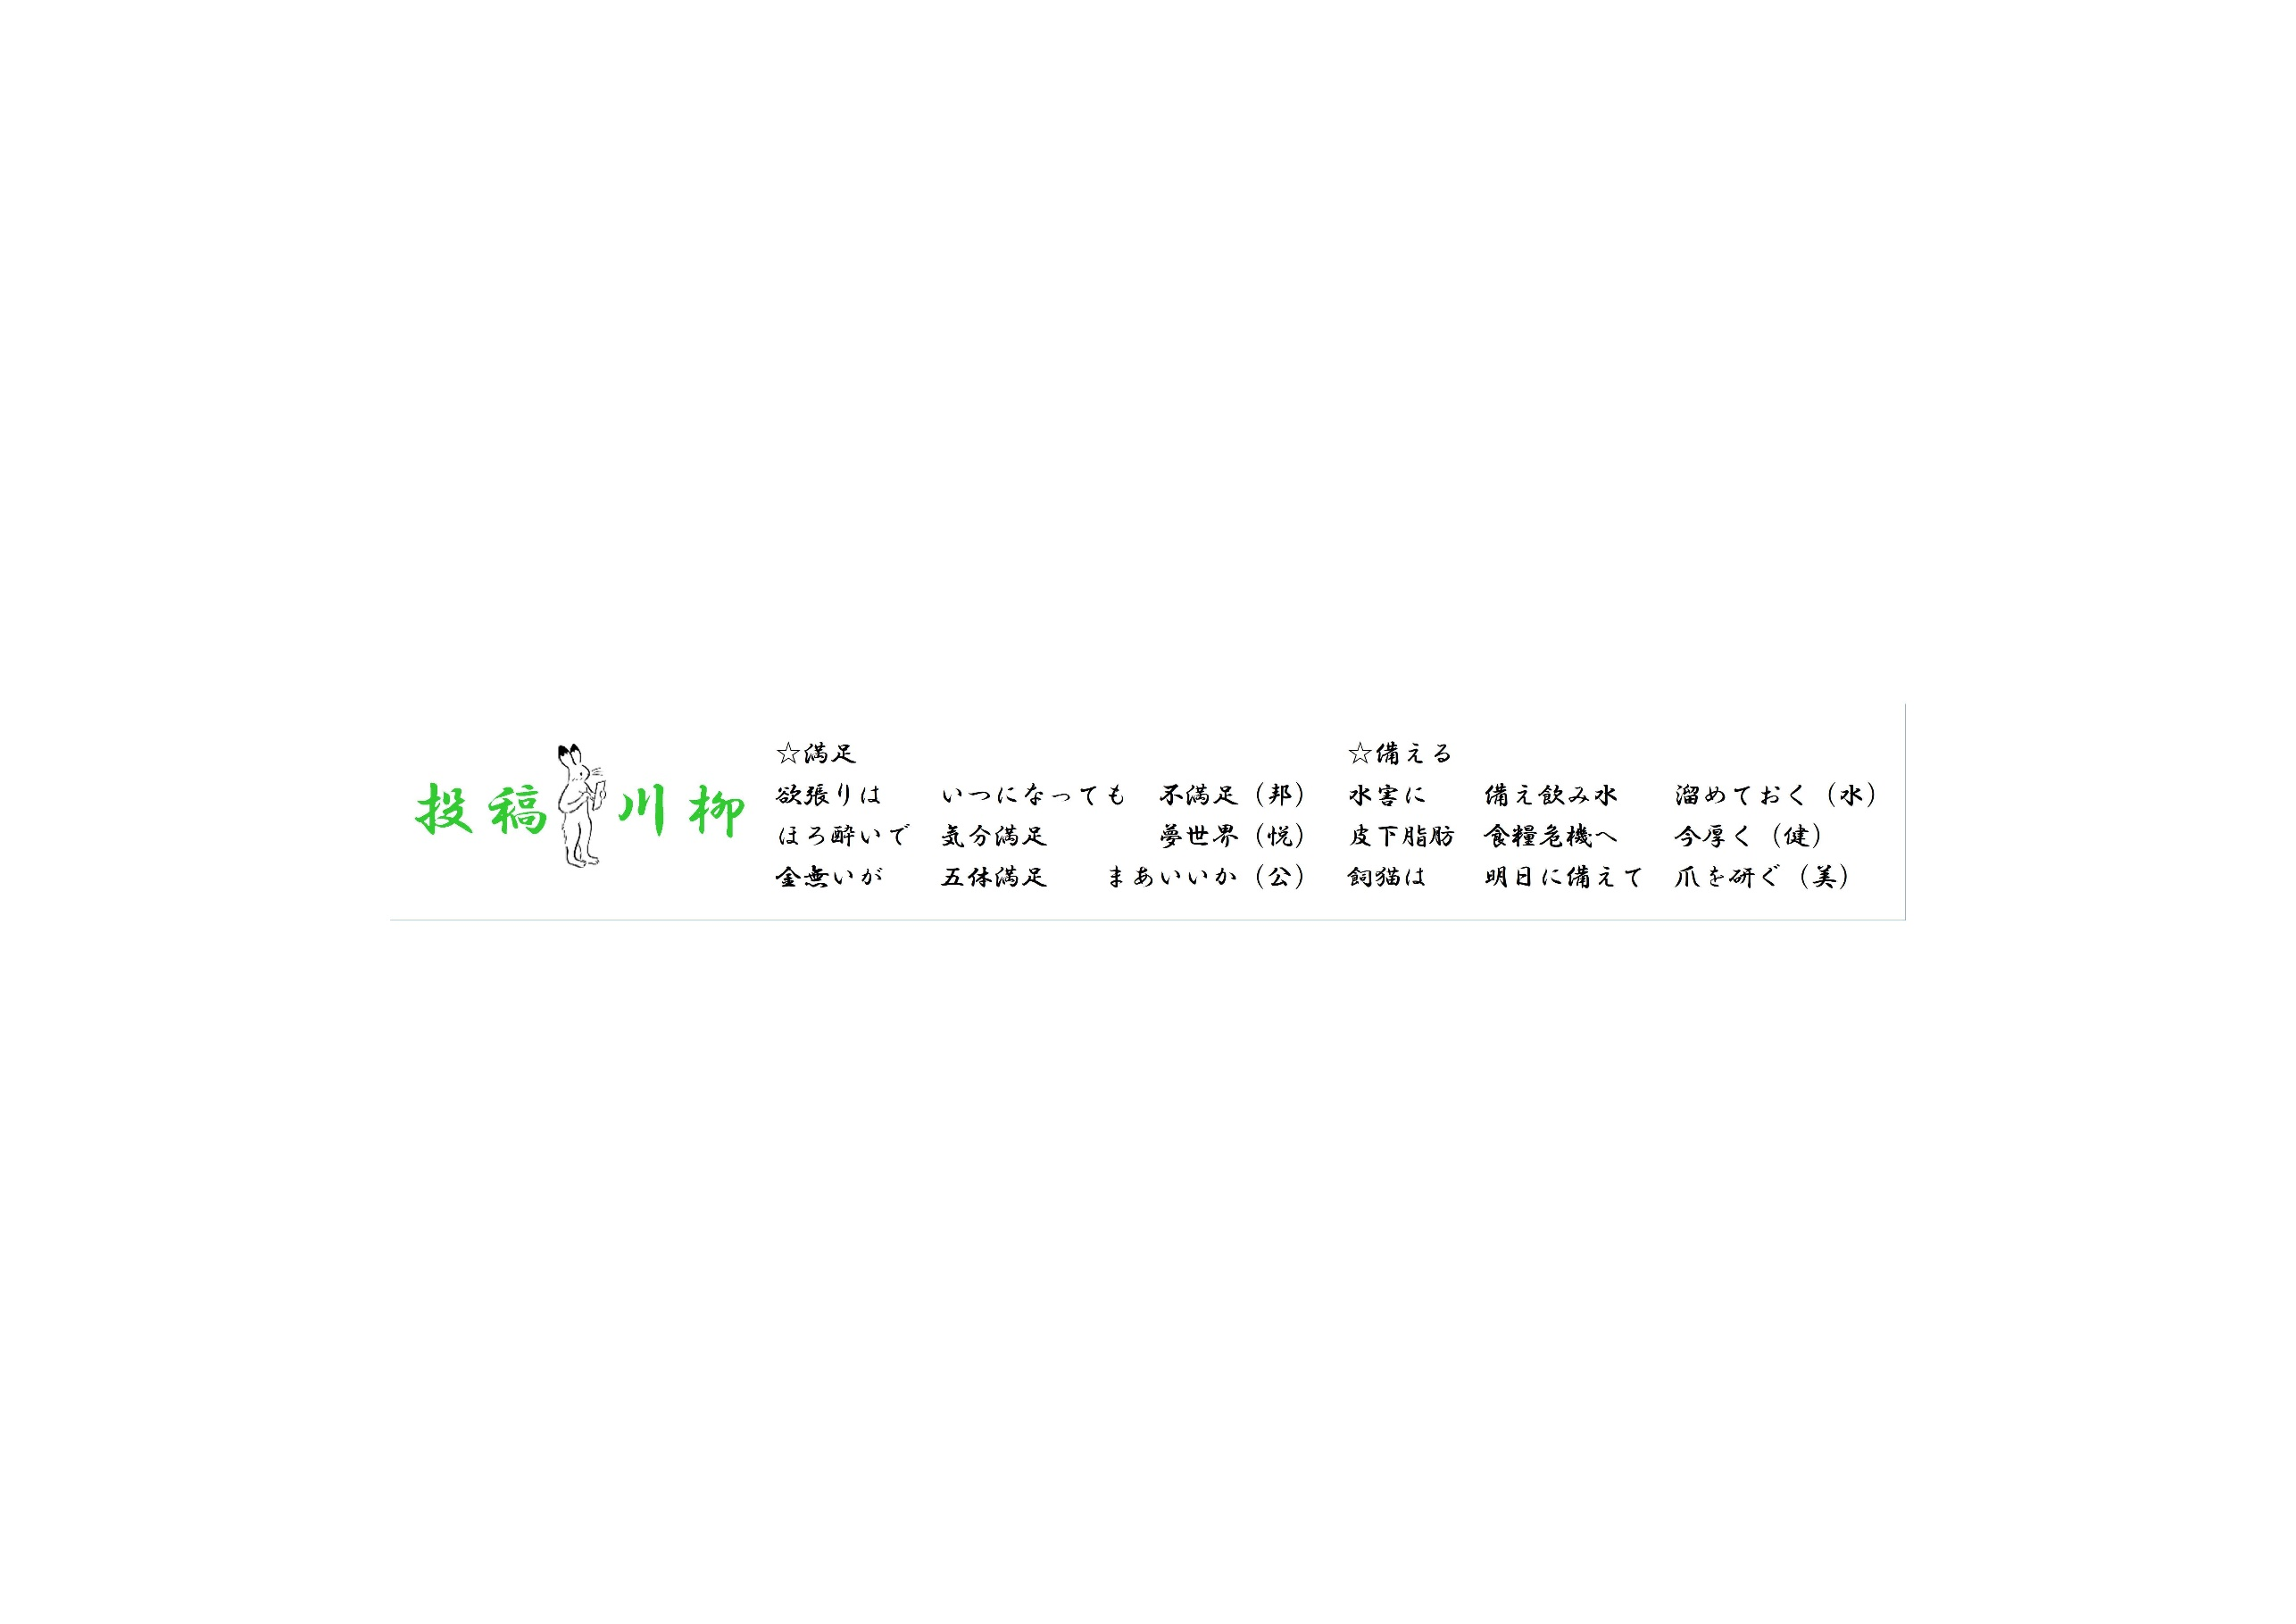 投稿川柳
☆満足
欲張りは　いつになっても　不満足（邦）
ほろ酔いで　気分満足　夢世界（悦）
金無いが　五体満足　まあいいか（公）
☆備える
水害に　備え飲み水　溜めておく（水）
皮下脂肪　食糧危機へ　今厚く（健）
飼猫は　明日に備えて　爪を研ぐ（美）